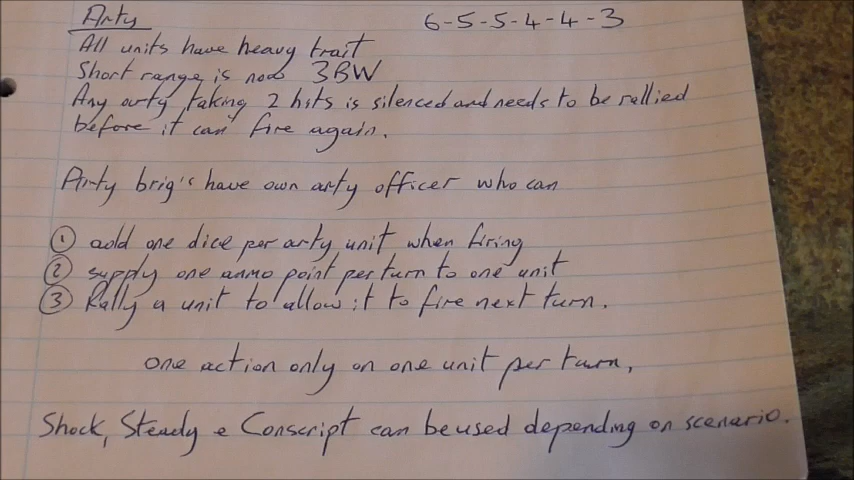 Arty 6-5-5-4-4-3
All units have heavy trait
Short range is now 3BW
Any arty taking 2 hits is silenced and needs to be rallied
before it can fire again.
Arty brig's have own arty officer who can
① add one dice per arty unit when firing
② supply one ammo point per turn to one unit
③ Rally a unit to allow it to fire next turn.
one action only on one unit per turn.
Shock, Steady & Conscript can be used depending on scenario.